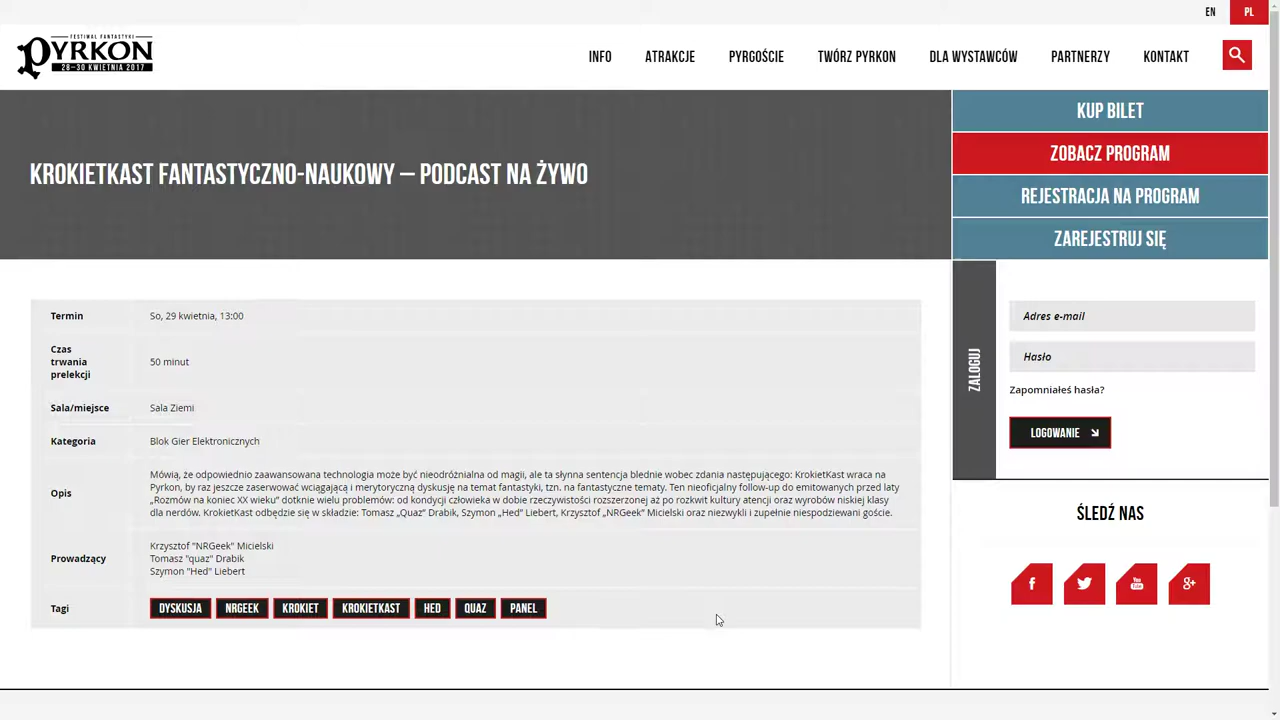 EN PL
FESTIWAL FANTASTYKI
PYRKON
28-30 KWIETNIA 2017
INFO ATRAKCJE PYRGOŚCIE TWÓRZ PYRKON DLA WYSTAWCÓW PARTNERZY KONTAKT
KROKIETKAST FANTASTYCZNO-NAUKOWY – PODCAST NA ŻYWO
KUP BILET
ZOBACZ PROGRAM
REJESTRACJA NA PROGRAM
ZAREJESTRUJ SIĘ
Termin So, 29 kwietnia, 13:00
Czas
trwania
prelekcji
50 minut
Sala/miejsce Sala Ziemi
Kategoria Blok Gier Elektronicznych
Opis
Mówią, że odpowiednio zaawansowana technologia może być nieodróżnialna od magii, ale ta słynna sentencja blednie wobec zdania następującego: KrokietKast wraca na
Pyrkon, by raz jeszcze zaserwować wciągającą i merytoryczną dyskusję na temat fantastyki, tzn. na fantastyczne tematy. Ten nieoficjalny follow-up do emitowanych przed laty
„Rozmów na koniec XX wieku” dotknie wielu problemów: od kondycji człowieka w dobie rzeczywistości rozszerzonej aż po rozkwit kultury atencji oraz wyrobów niskiej klasy
dla nerdów. KrokietKast odbędzie się w składzie: Tomasz „Quaz” Drabik, Szymon „Hed” Liebert, Krzysztof „NRGeek” Micielski oraz niezwykli i zupełnie niespodziewani goście.
Prowadzący
Krzysztof "NRGeek" Micielski
Tomasz "quaz" Drabik
Szymon "Hed" Liebert
Tagi DYSKUSJA NRGEEK KROKIET KROKIETKAST HED QUAZ PANEL
ZALOGUJ
Adres e-mail
Hasło
Zapomniałeś hasła?
LOGOWANIE
ŚLEDŹ NAS
f You Tube g+